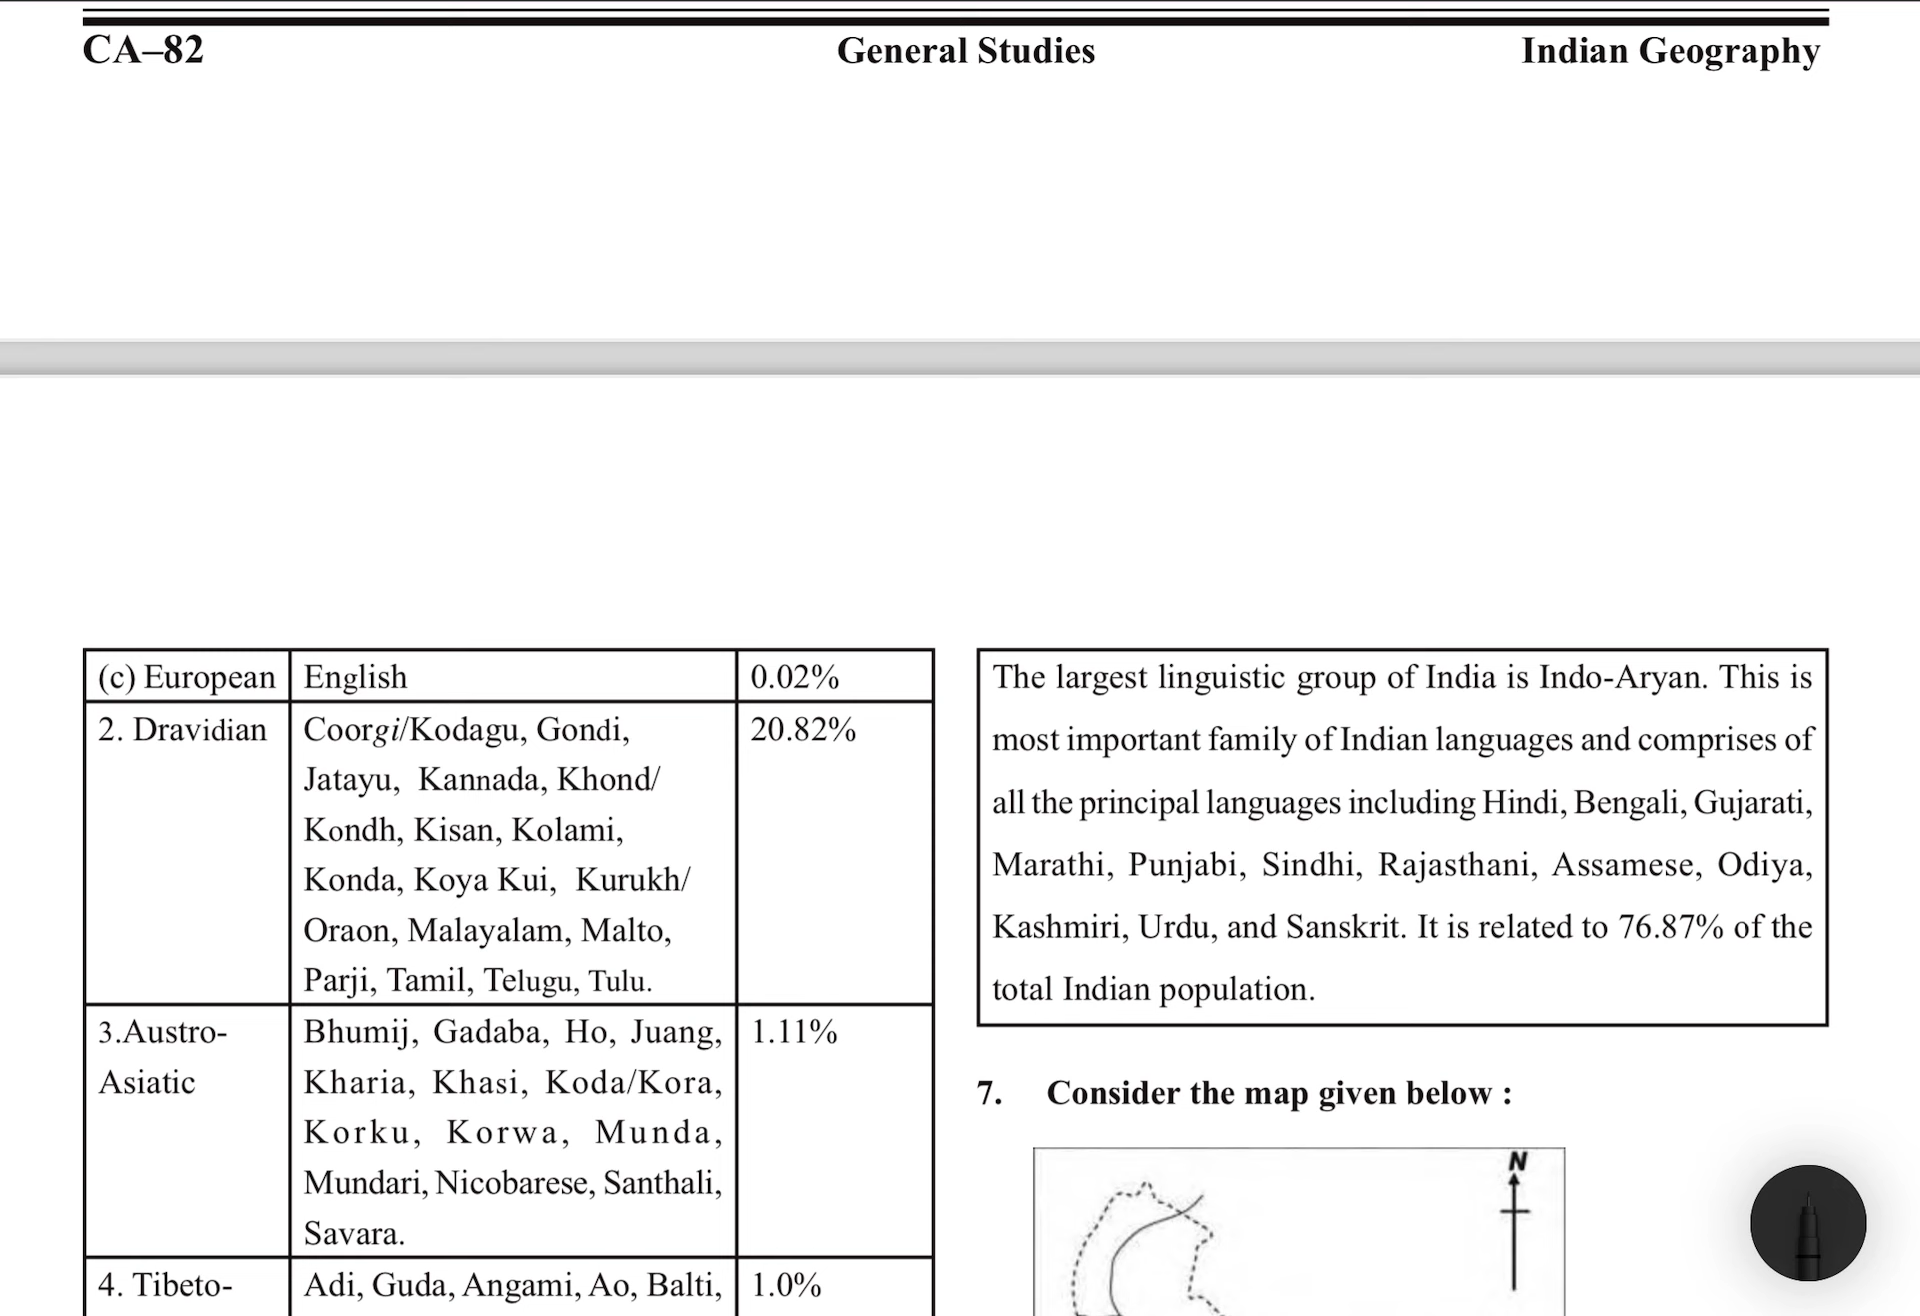 CA–82 General Studies Indian Geography
(c) European English 0.02%
2. Dravidian Coorgi/Kodagu, Gondi, 20.82%
Jatayu, Kannada, Khond/
Kondh, Kisan, Kolami,
Konda, Koya Kui, Kurukh/
Oraon, Malayalam, Malto,
Parji, Tamil, Telugu, Tulu.
3.Austro- Bhumij, Gadaba, Ho, Juang, 1.11%
Asiatic Kharia, Khasi, Koda/Kora,
Korku, Korwa, Munda,
Mundari, Nicobarese, Santhali,
Savara.
4. Tibeto- Adi, Guda, Angami, Ao, Balti, 1.0%
The largest linguistic group of India is Indo-Aryan. This is
most important family of Indian languages and comprises of
all the principal languages including Hindi, Bengali, Gujarati,
Marathi, Punjabi, Sindhi, Rajasthani, Assamese, Odiya,
Kashmiri, Urdu, and Sanskrit. It is related to 76.87% of the
total Indian population.
7. Consider the map given below :
N